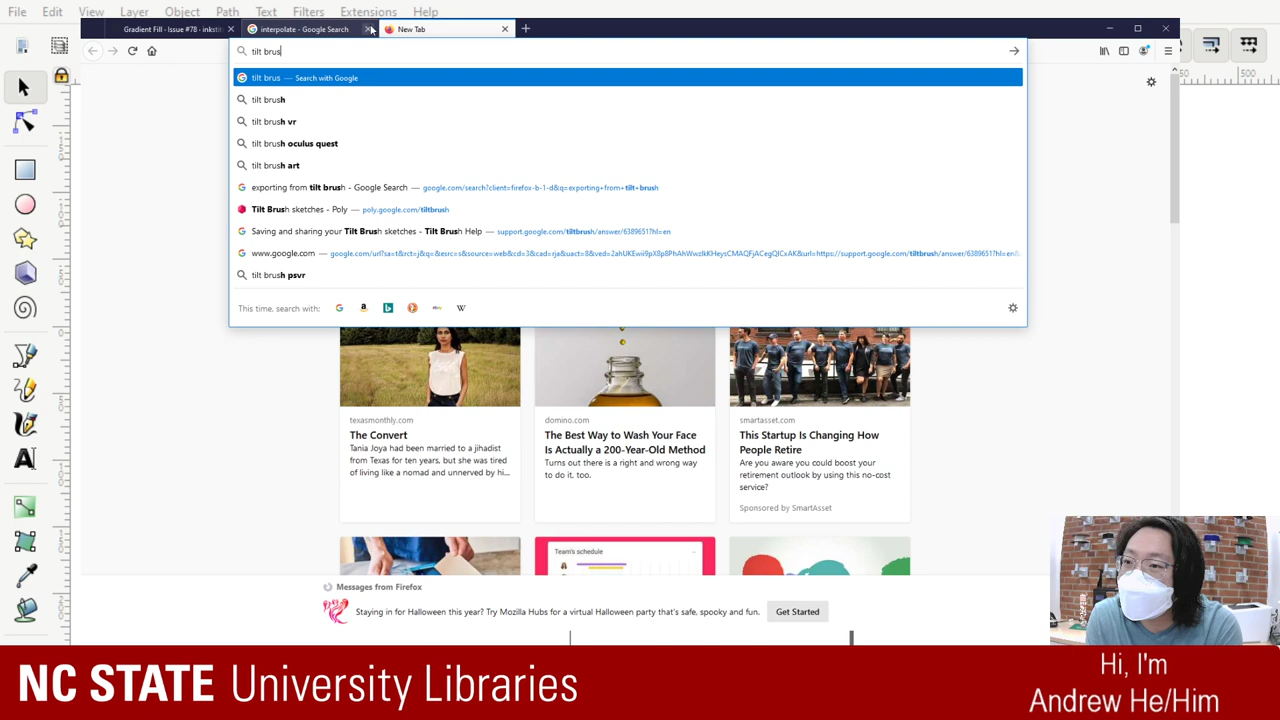 File Edit View History Bookmarks Tools Extensions Help
Gradient Fill · Issue #78 · inkstit
interpolate - Google Search
New Tab
tilt brus
tilt brus — Search with Google
tilt brush
tilt brush vr
tilt brush oculus quest
tilt brush art
exporting from tilt brush - Google Search — google.com/search?client=firefox-b-1-d&q=exporting+from+tilt+brush
Tilt Brush sketches - Poly — poly.google.com/tiltbrush
Saving and sharing your Tilt Brush sketches - Tilt Brush Help — support.google.com/tiltbrush/answer/6389651?hl=en
tilt brush psvr
This time, search with:
50
500
texasmonthly.com
The Convert
Tania Joya had been married to a jihadist
from Texas for ten years, but she was tired
of living like a nomad and unnerved by hi...
domino.com
The Best Way to Wash Your Face
Is Actually a 200-Year-Old Method
Turns out there is a right and wrong way
to do it, too.
smartasset.com
This Startup Is Changing How
People Retire
Are you aware you could boost your
retirement outlook by using this no-cost
service?
Sponsored by SmartAsset
Team's schedule
Messages from Firefox
Staying in for Halloween this year? Try Mozilla Hubs for a virtual Halloween party that's safe, spooky and fun.
Get Started
NC STATE University Libraries
Hi, I'm
Andrew He/Him